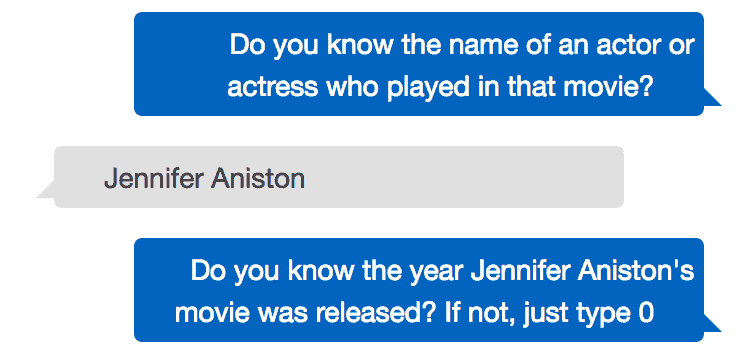 Do you know the name of an actor or
actress who played in that movie?
Jennifer Aniston
Do you know the year Jennifer Aniston's
movie was released? If not, just type 0